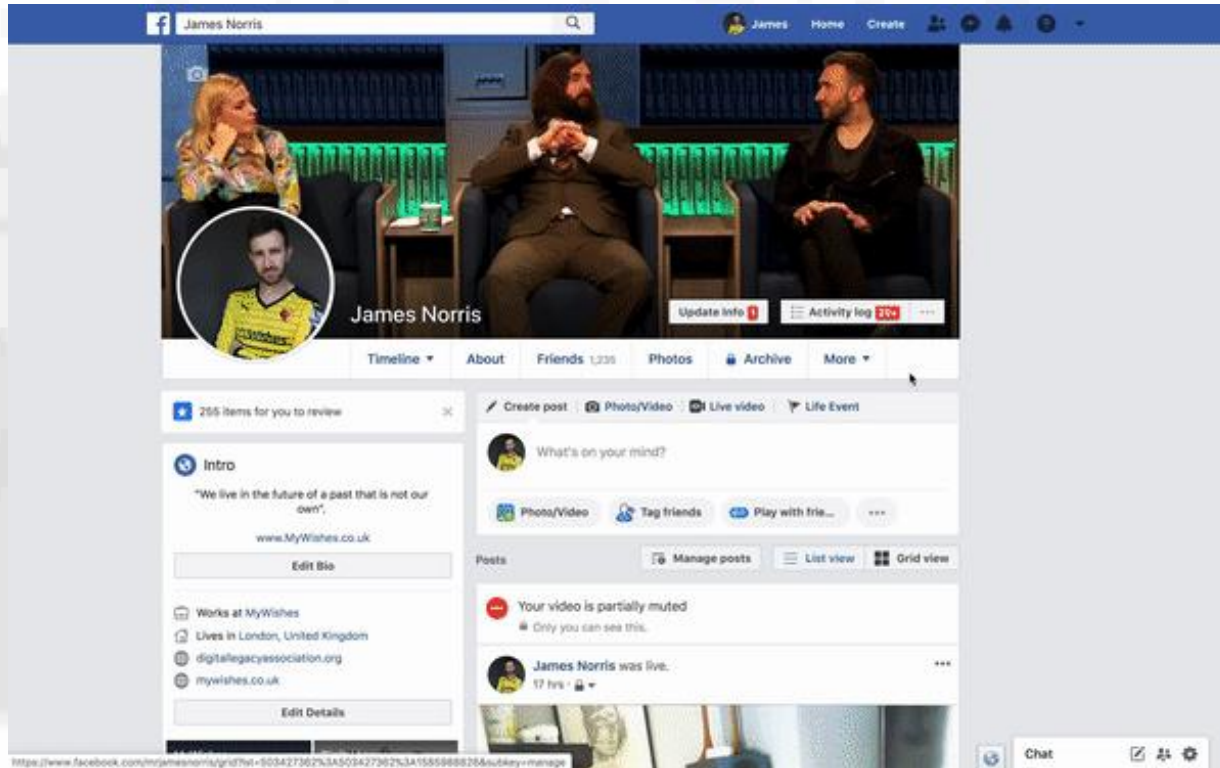 James Norris
James Home Create
James Norris
Update Info 1
Activity log 20+
Timeline About Friends 1,235 Photos Archive More
255 items for you to review
Create post Photo/Video Live video Life Event
What's on your mind?
Intro
"We live in the future of a past that is not our
own".
www.MyWishes.co.uk
Edit Bio
Photo/Video Tag friends Play with frie...
Posts Manage posts List view Grid view
Works at MyWishes
Lives in London, United Kingdom
digitallegacyassociation.org
mywishes.co.uk
Edit Details
Your video is partially muted
Only you can see this.
James Norris was live.
17 hrs
Chat